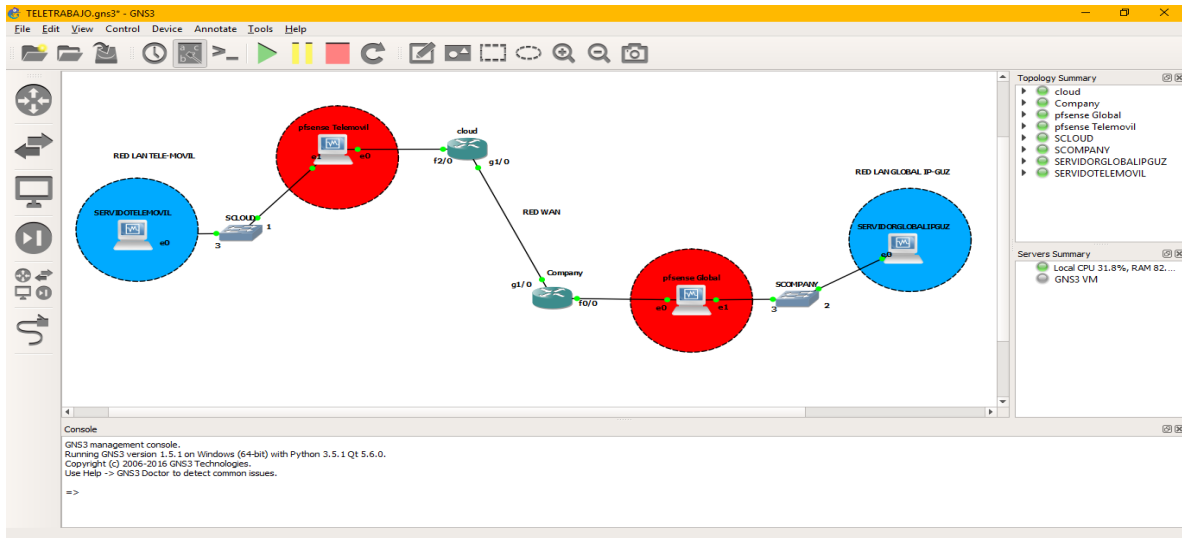 TELETRABAJO.gns3* - GNS3
File Edit View Control Device Annotate Tools Help
RED LAN TELE-MOVIL
SERVIDOTELEMOVIL
e0
3
SCLOUD
1
pfsense Telemovil
e1
e0
cloud
f2/0
g1/0
RED WAN
Company
g1/0
f0/0
pfsense Global
e0
e1
SCOMPANY
3
2
RED LAN GLOBAL IP-GUZ
SERVIDORGLOBALIPGUZ
e0
Topology Summary
cloud
Company
pfsense Global
pfsense Telemovil
SCLOUD
SCOMPANY
SERVIDORGLOBALIPGUZ
SERVIDOTELEMOVIL
Servers Summary
Local CPU 31.8%, RAM 82....
GNS3 VM
Console
GNS3 management console.
Running GNS3 version 1.5.1 on Windows (64-bit) with Python 3.5.1 Qt 5.6.0.
Copyright (c) 2006-2016 GNS3 Technologies.
Use Help -> GNS3 Doctor to detect common issues.
=>